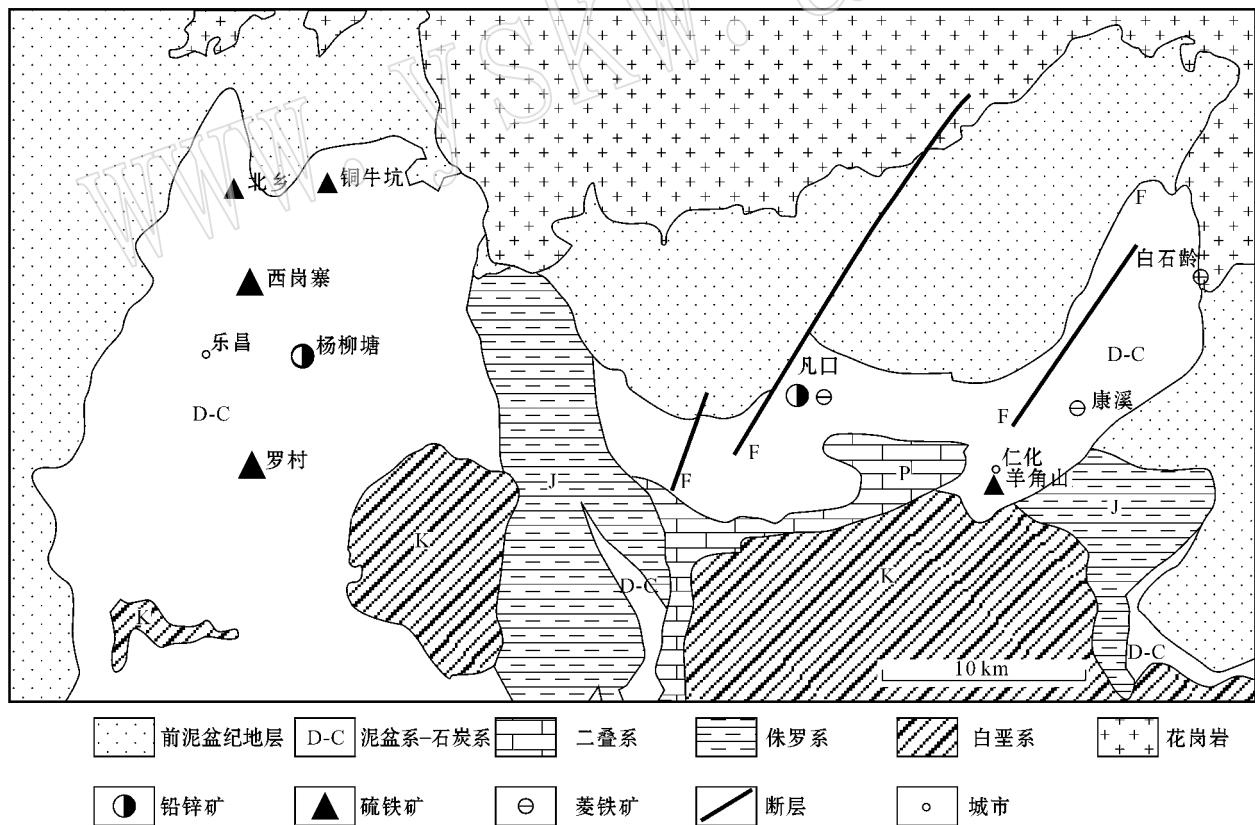 www.yskw.
北乡
铜牛坑
西岗寨
乐昌
杨柳塘
D-C
罗村
K
K
J
D-C
P
F
F
F
F
凡口
白石龄
D-C
康溪
仁化
羊角山
J
K
D-C
10 km
前泥盆纪地层
D-C 泥盆系-石炭系
二叠系
侏罗系
白垩系
花岗岩
铅锌矿
硫铁矿
菱铁矿
断层
城市